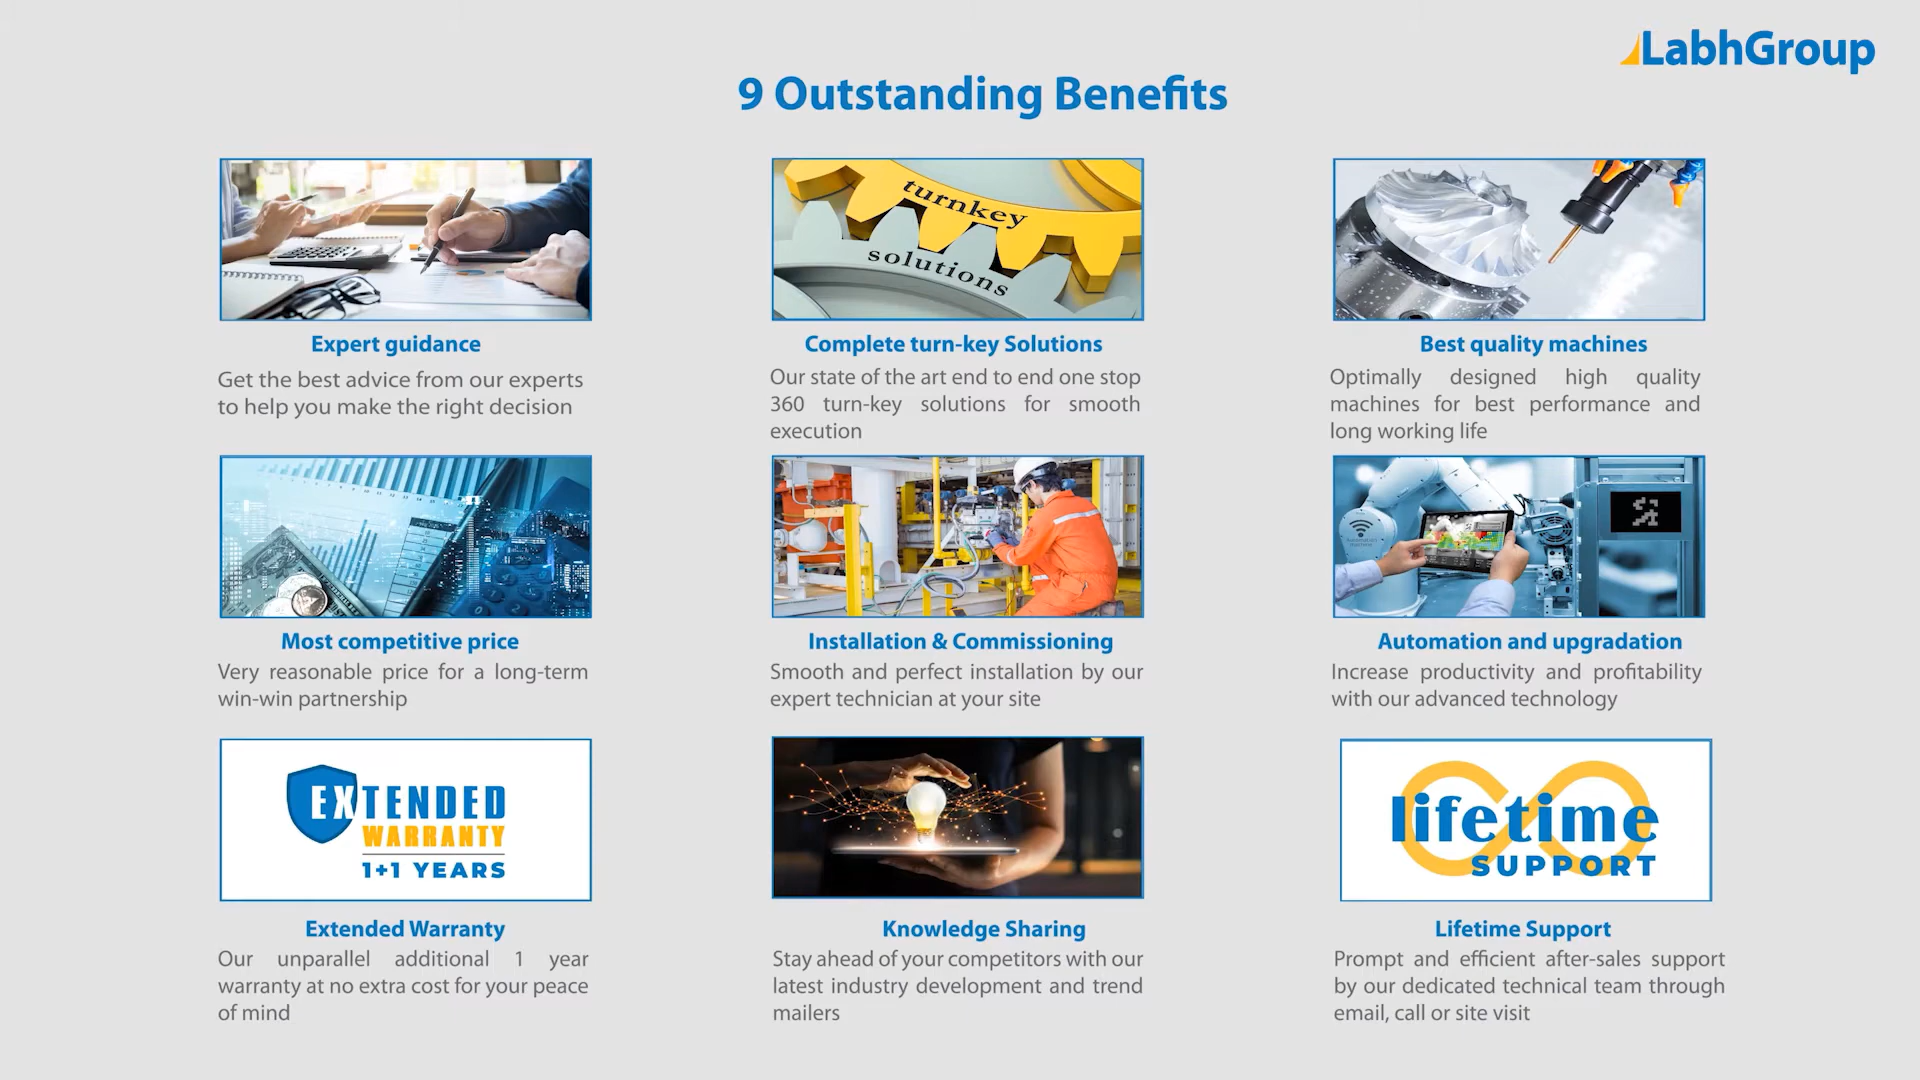 LabhGroup
9 Outstanding Benefits
turnkey
solutions
Expert guidance
Get the best advice from our experts
to help you make the right decision
Complete turn-key Solutions
Our state of the art end to end one stop
360 turn-key solutions for smooth
execution
Best quality machines
Optimally designed high quality
machines for best performance and
long working life
Most competitive price
Very reasonable price for a long-term
win-win partnership
Installation & Commissioning
Smooth and perfect installation by our
expert technician at your site
Automation and upgradation
Increase productivity and profitability
with our advanced technology
EXTENDED
WARRANTY
1+1 YEARS
Extended Warranty
Our unparallel additional 1 year
warranty at no extra cost for your peace
of mind
Knowledge Sharing
Stay ahead of your competitors with our
latest industry development and trend
mailers
lifetime
SUPPORT
Lifetime Support
Prompt and efficient after-sales support
by our dedicated technical team through
email, call or site visit